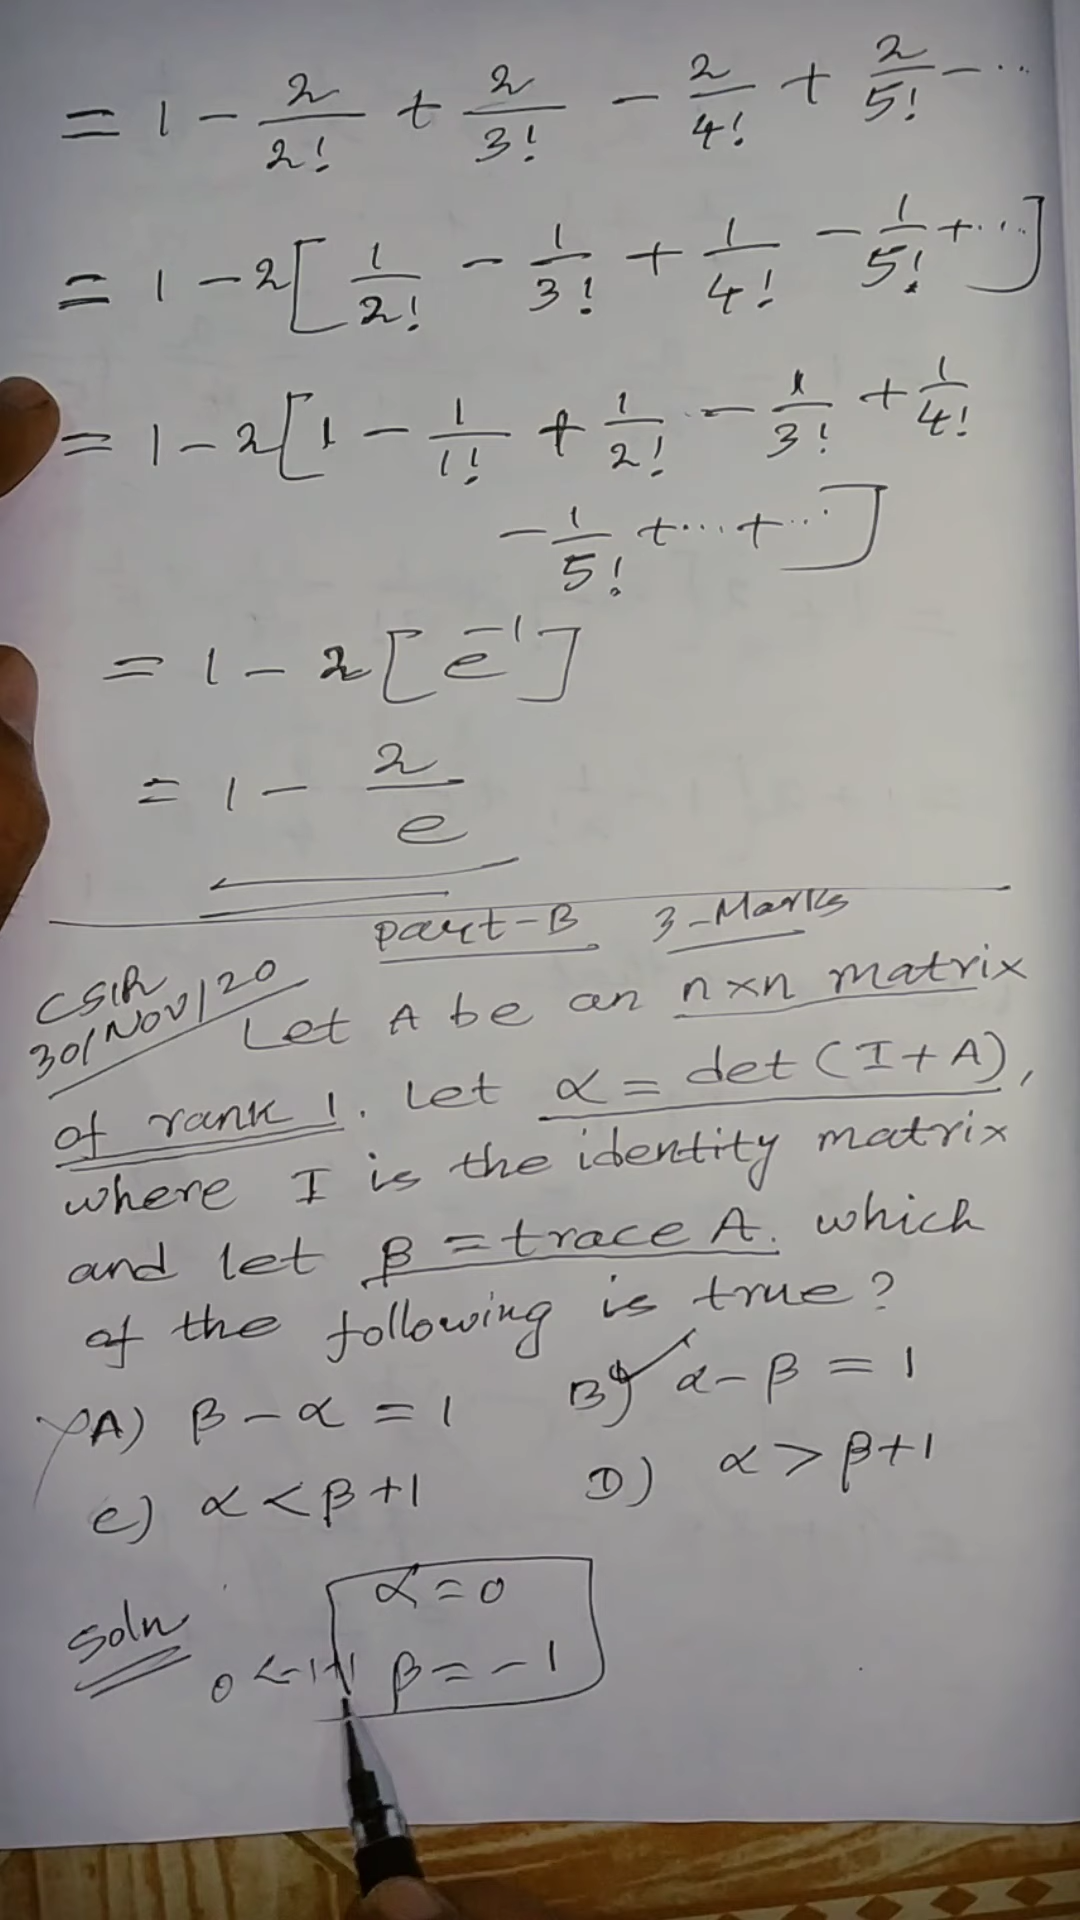 = 1 - 2/2! + 2/3! - 2/4! + 2/5! - ...
= 1 - 2[1/2! - 1/3! + 1/4! - 1/5! + ...]
= 1 - 2[1 - 1/1! + 1/2! - 1/3! + 1/4!
- 1/5! + ... + ...]
= 1 - 2[e⁻¹]
= 1 - 2/e
Part-B 3-Marks
CSIR
30/Nov/20
Let A be an n×n matrix
of rank 1. Let α = det(I+A),
where I is the identity matrix
and let β = trace A. which
of the following is true?
A) β - α = 1 B) α - β = 1
c) α < β + 1 D) α > β + 1
Soln α = 0
0 < -1+1 β = -1